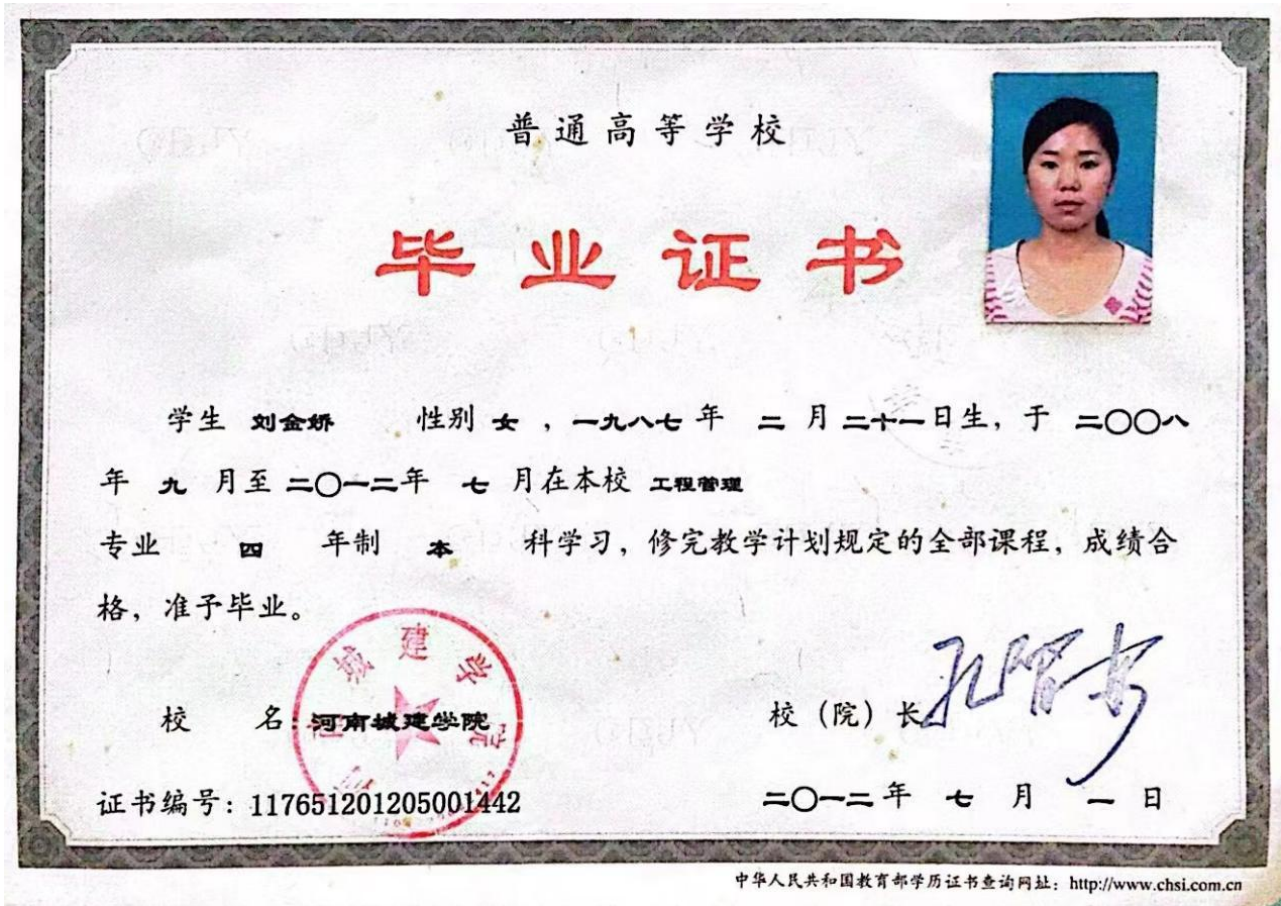 普通高等学校
毕业证书
学生 刘金娇 性别 女 ，一九八七年 二 月二十一日生，于 二〇〇八
年 九 月至 二〇一二年 七 月在本校 工程管理
专业 四 年制 本 科学习，修完教学计划规定的全部课程，成绩合
格，准予毕业。
城建学院
校 名：河南城建学院
校（院）长
证书编号：117651201205001442
二〇一二年 七 月 一 日
中华人民共和国教育部学历证书查询网址：http://www.chsi.com.cn